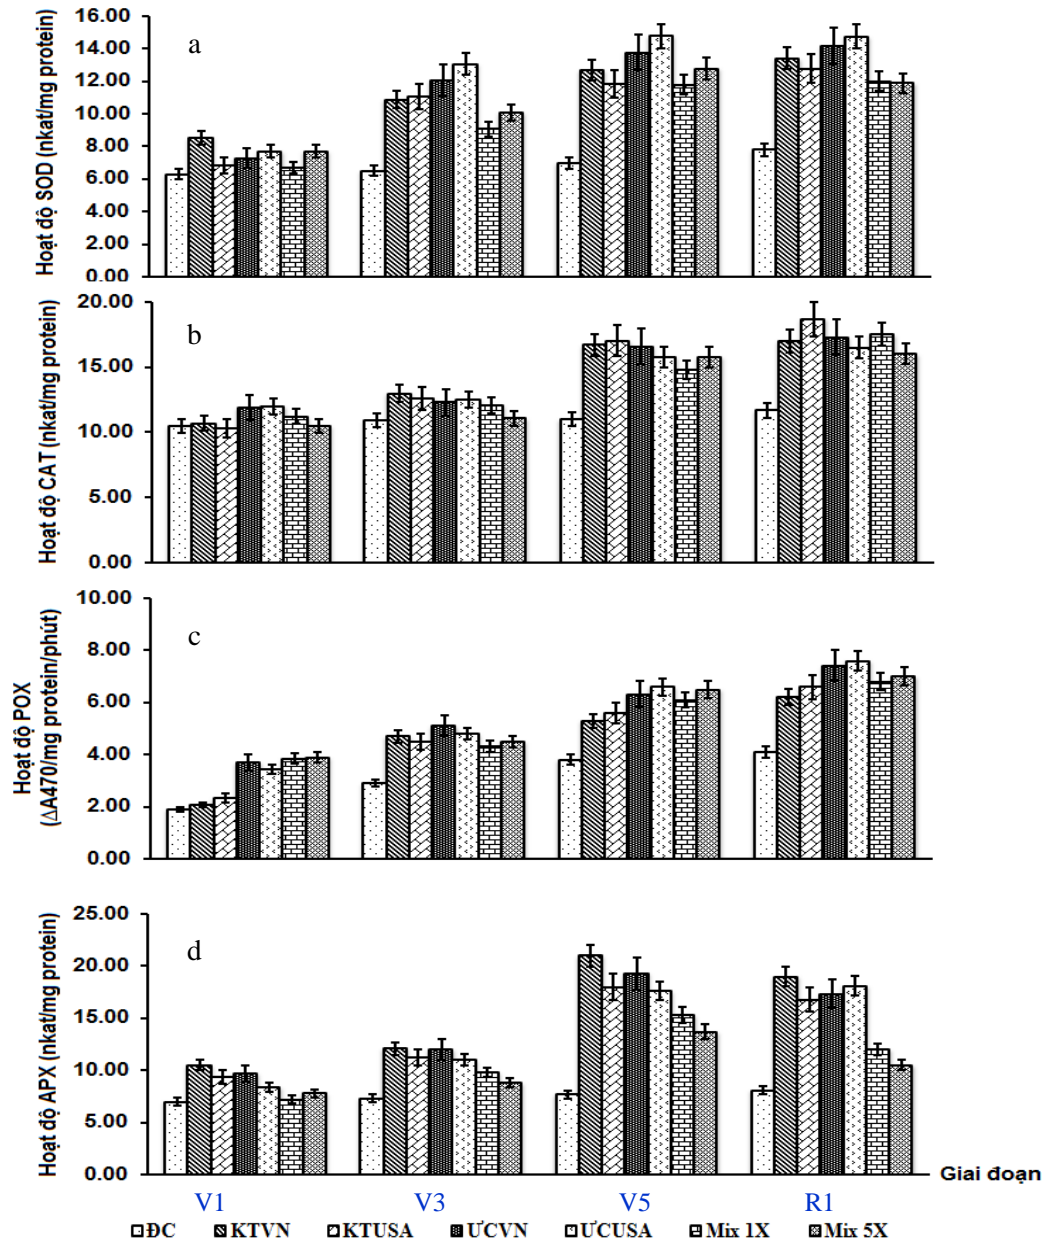 16.00
14.00
12.00
10.00
8.00
6.00
4.00
2.00
0.00
Hoạt độ SOD (nkat/mg protein)
a
20.00
15.00
10.00
5.00
0.00
Hoạt độ CAT (nkat/mg protein)
b
10.00
8.00
6.00
4.00
2.00
0.00
Hoạt độ POX
(∆A470/mg protein/phút)
c
25.00
20.00
15.00
10.00
5.00
0.00
Hoạt độ APX (nkat/mg protein)
d
Giai đoạn
V1 V3 V5 R1
ĐC KTVN KTUSA ƯCVN ƯCUSA Mix 1X Mix 5X